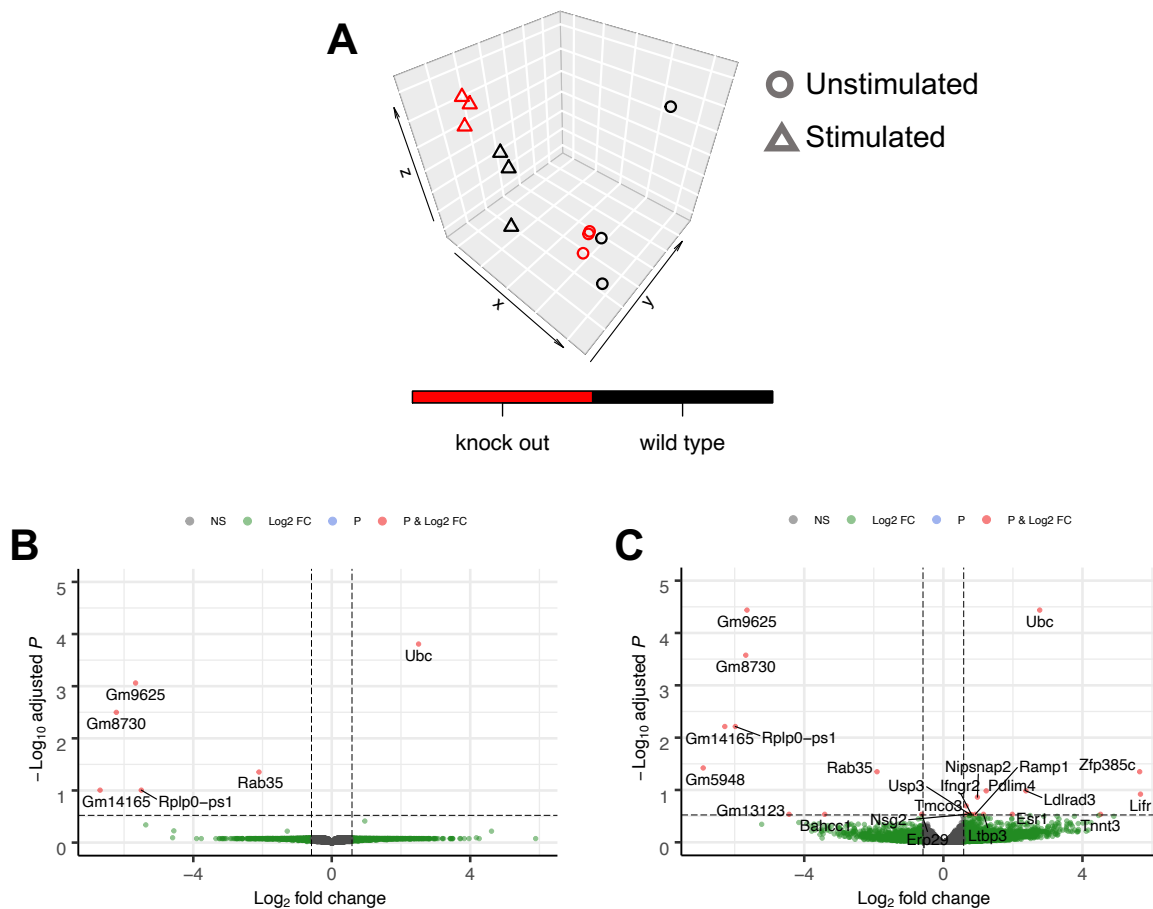 A
Unstimulated
Stimulated
z
x
y
knock out
wild type
B
NS Log2 FC P P & Log2 FC
−Log10 adjusted P
5
4
3
2
1
0
Ubc
Gm9625
Gm8730
Rab35
Gm14165
Rplp0−ps1
−4 0 4
Log2 fold change
C
NS Log2 FC P P & Log2 FC
−Log10 adjusted P
5
4
3
2
1
0
Gm9625
Ubc
Gm8730
Gm14165
Rplp0−ps1
Gm5948
Rab35
Nipsnap2
Ramp1
Zfp385c
Usp3
Ifngr2
Pdlim4
Gm13123
Tmco3
Ldlrad3
Lifr
Bahcc1
Nsg2
Esr1
Tnnt3
Erp29
Ltbp3
−4 0 4
Log2 fold change